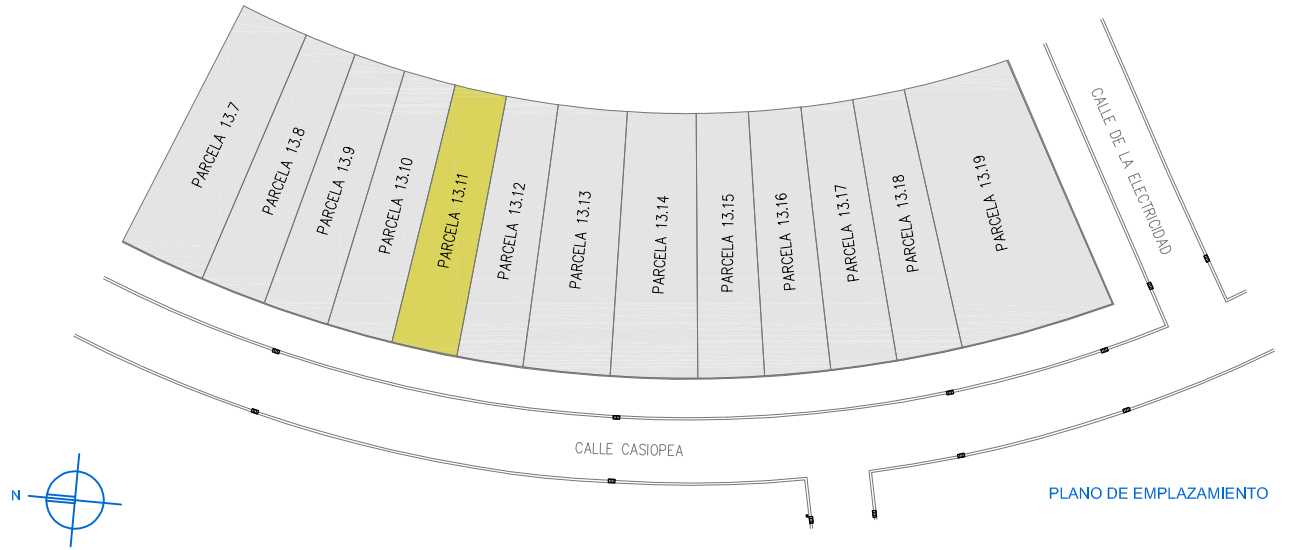 PARCELA 13.7
PARCELA 13.8
PARCELA 13.9
PARCELA 13.10
PARCELA 13.11
PARCELA 13.12
PARCELA 13.13
PARCELA 13.14
PARCELA 13.15
PARCELA 13.16
PARCELA 13.17
PARCELA 13.18
PARCELA 13.19
CALLE DE LA ELECTRICIDAD
CALLE CASIOPEA
N
PLANO DE EMPLAZAMIENTO